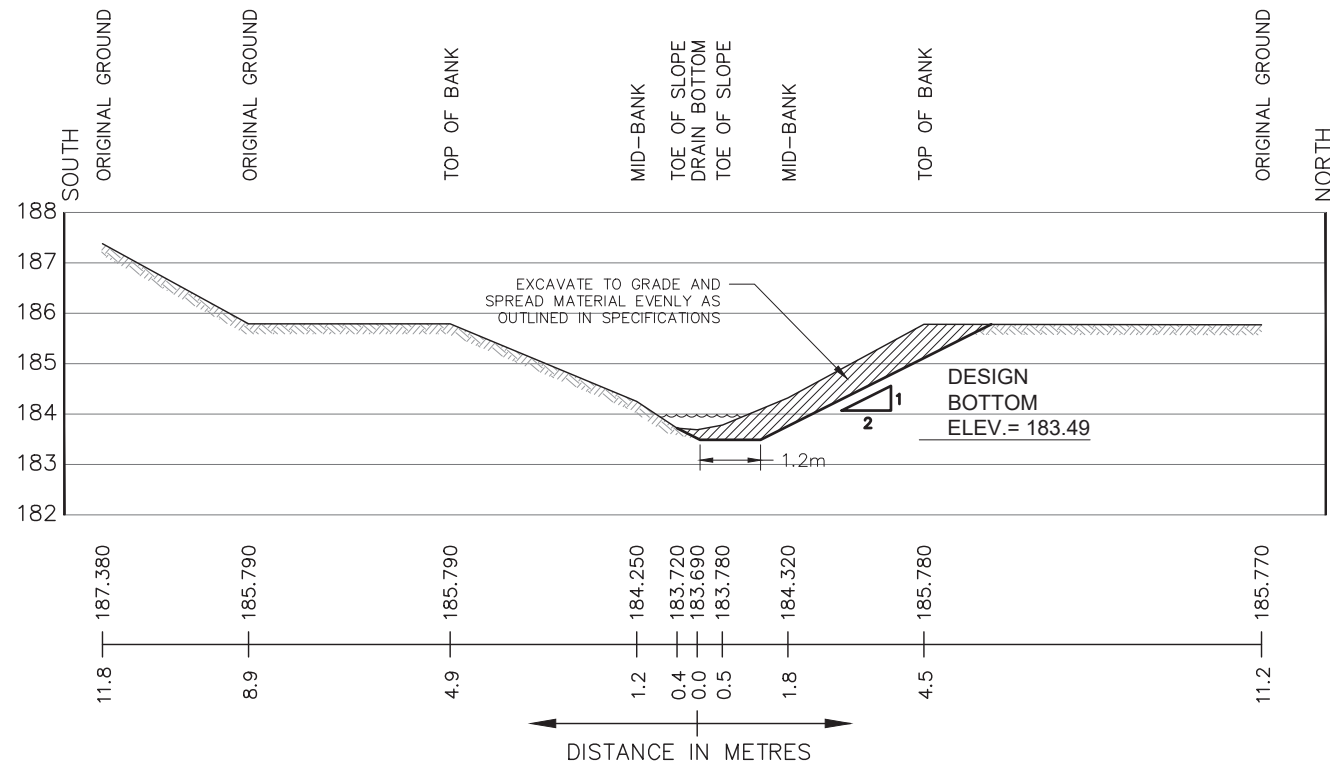 SOUTH
ORIGINAL GROUND
ORIGINAL GROUND
TOP OF BANK
MID-BANK
TOE OF SLOPE
DRAIN BOTTOM
TOE OF SLOPE
MID-BANK
TOP OF BANK
ORIGINAL GROUND
NORTH
188
187
186
185
184
183
182
EXCAVATE TO GRADE AND
SPREAD MATERIAL EVENLY AS
OUTLINED IN SPECIFICATIONS
1
2
DESIGN
BOTTOM
ELEV.= 183.49
1.2m
187.380
185.790
185.790
184.250
183.720
183.690
183.780
184.320
185.780
185.770
11.8
8.9
4.9
1.2
0.4
0.0
0.5
1.8
4.5
11.2
DISTANCE IN METRES